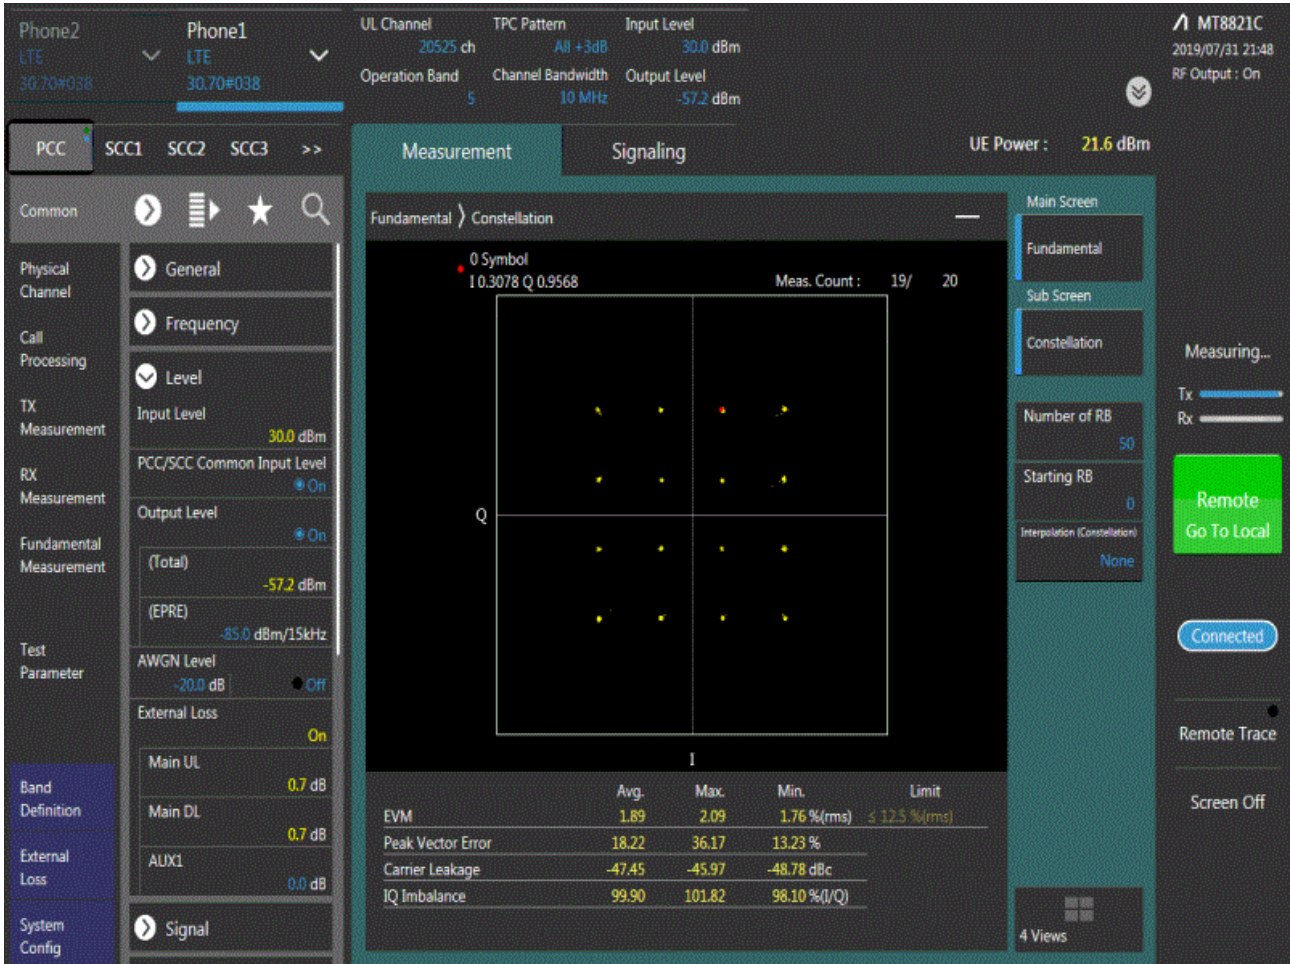 Phone2
LTE
30.70#038
Phone1
LTE
30.70#038
UL Channel
20525 ch
TPC Pattern
All +3dB
Input Level
30.0 dBm
Operation Band
5
Channel Bandwidth
10 MHz
Output Level
-57.2 dBm
MT8821C
2019/07/31 21:48
RF Output : On
PCC
SCC1
SCC2
SCC3
>>
Measurement
Signaling
UE Power : 21.6 dBm
Common
Physical
Channel
Call
Processing
TX
Measurement
RX
Measurement
Fundamental
Measurement
Test
Parameter
Band
Definition
External
Loss
System
Config
General
Frequency
Level
Input Level
30.0 dBm
PCC/SCC Common Input Level
On
Output Level
On
(Total)
-57.2 dBm
(EPRE)
-85.0 dBm/15kHz
AWGN Level
-20.0 dB
Off
External Loss
On
Main UL
0.7 dB
Main DL
0.7 dB
AUX1
0.0 dB
Signal
Fundamental 〉 Constellation
0 Symbol
I 0.3078 Q 0.9568
Meas. Count : 19/ 20
Q
I
Avg. Max. Min. Limit
EVM 1.89 2.09 1.76 %(rms) ≤ 12.5 %(rms)
Peak Vector Error 18.22 36.17 13.23 %
Carrier Leakage -47.45 -45.97 -48.78 dBc
IQ Imbalance 99.90 101.82 98.10 %(I/Q)
Main Screen
Fundamental
Sub Screen
Constellation
Number of RB
50
Starting RB
0
Interpolation (Constellation)
None
4 Views
Measuring...
Tx
Rx
Remote
Go To Local
Connected
Remote Trace
Screen Off